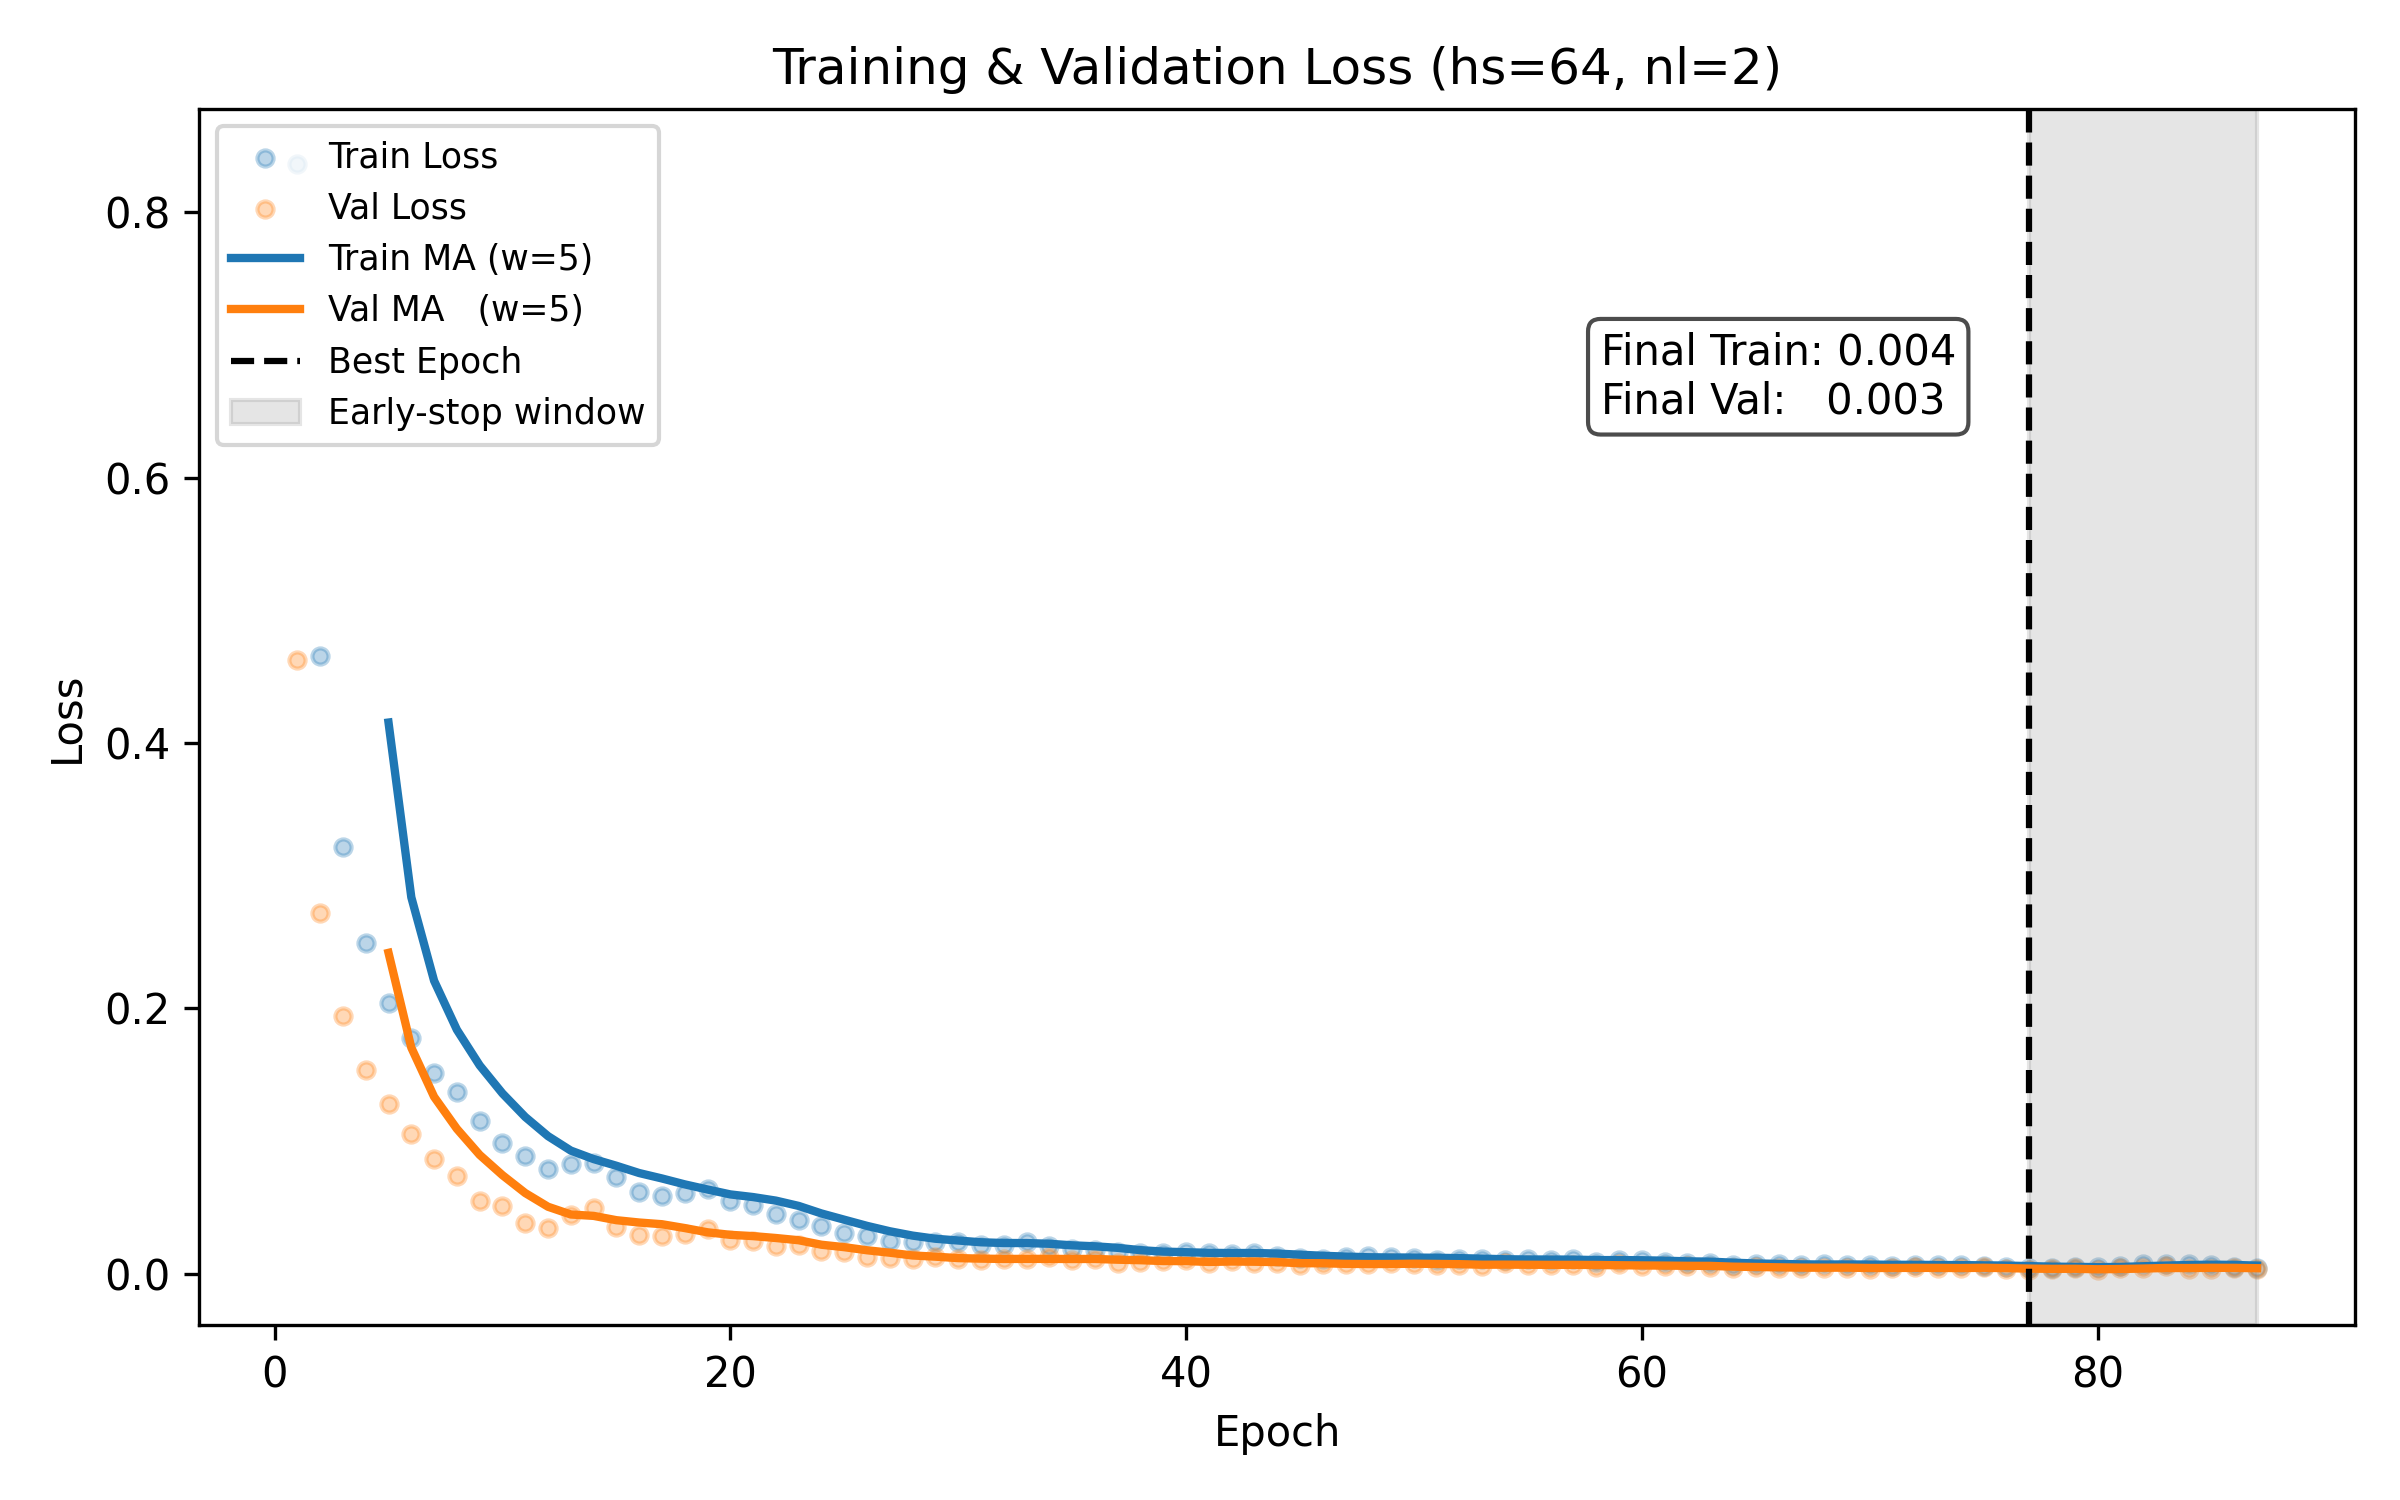 Training & Validation Loss (hs=64, nl=2)
Train Loss
Val Loss
Train MA (w=5)
Val MA   (w=5)
Best Epoch
Early-stop window
Final Train: 0.004
Final Val:   0.003
Loss
0.8
0.6
0.4
0.2
0.0
0 20 40 60 80
Epoch